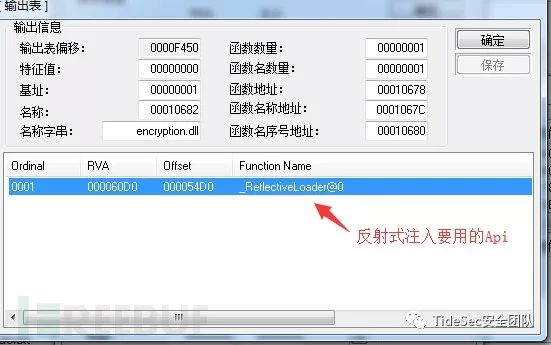 [ 输出表 ]
输出信息
输出表偏移: 0000F450
特征值: 00000000
基址: 00000001
名称: 00010682
名称字串: encryption.dll
函数数量: 00000001
函数名数量: 00000001
函数地址: 00010678
函数名称地址: 0001067C
函数名序号地址: 00010680
确定
保存
Ordinal RVA Offset Function Name
0001 000060D0 000054D0 _ReflectiveLoader@0
反射式注入要用的Api
REEBUF
TideSec安全团队